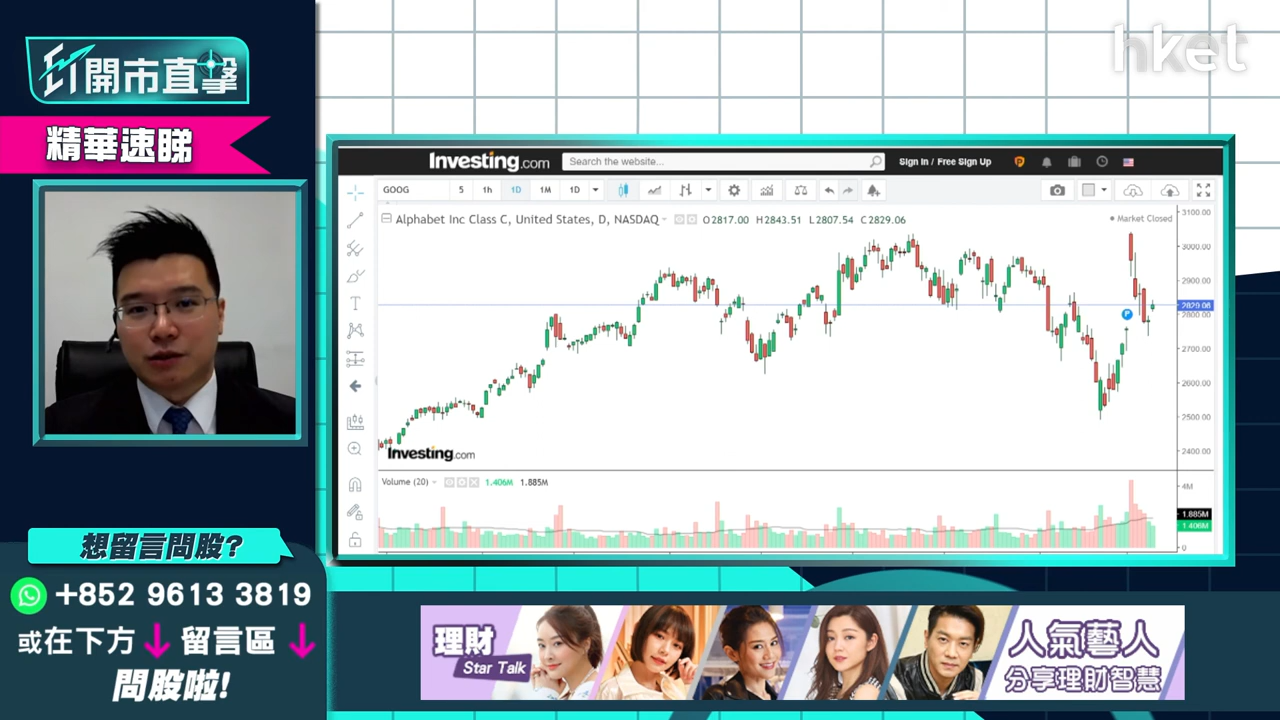 ET開市直擊
精華速睇
想留言問股?
+852 9613 3819
或在下方↓留言區↓
問股啦!
hket
Investing.com
Search the website...
Sign In / Free Sign Up
GOOG
5
1h
1D
1M
1D
Alphabet Inc Class C, United States, D, NASDAQ
O2817.00 H2843.51 L2807.54 C2829.06
Market Closed
3100.00
3000.00
2900.00
2829.06
2800.00
2700.00
2600.00
2500.00
2400.00
P
Investing.com
Volume (20)
1.406M 1.885M
4M
1.885M
1.406M
0
理財
Star Talk
人氣藝人
分享理財智慧